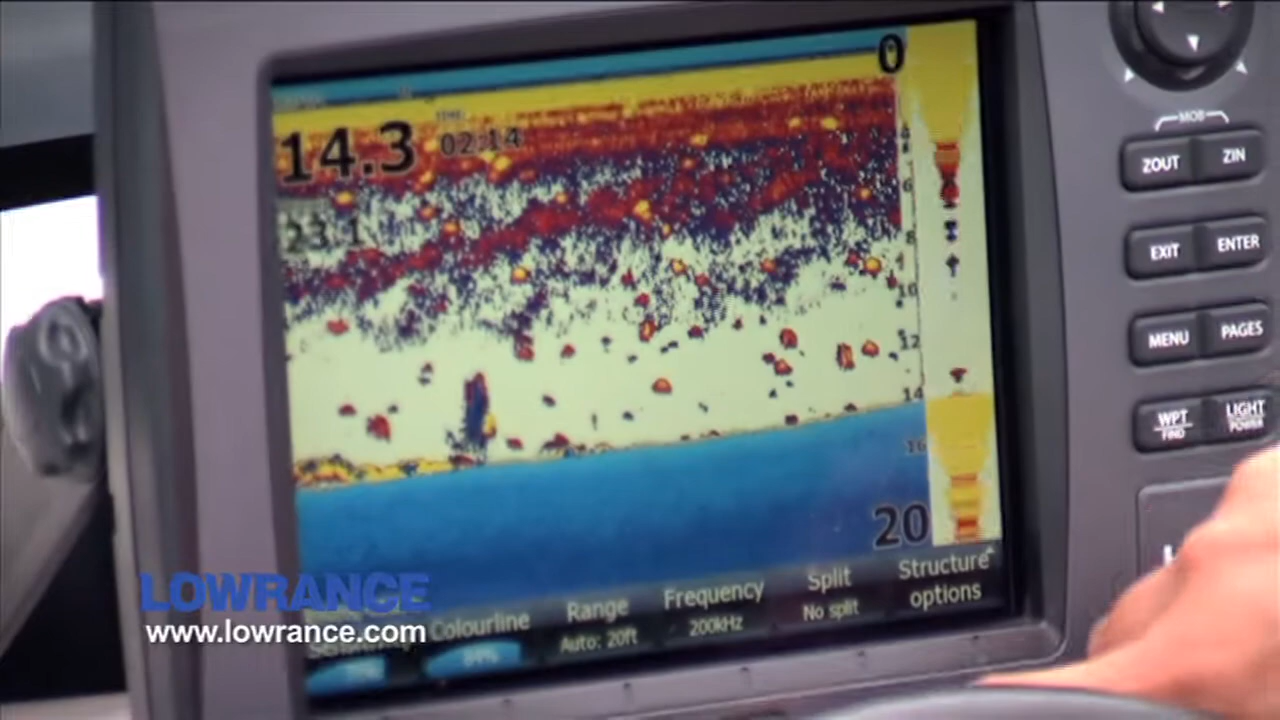 0
14.3
TIME
02:14
23.1
6
8
10
12
14
16
20
LOWRANCE
www.lowrance.com
Colourline
Range
Auto: 20ft
Frequency
200kHz
Split
No split
Structure
options
MOB
ZOUT
ZIN
EXIT
ENTER
MENU
PAGES
WPT
FIND
LIGHT
POWER